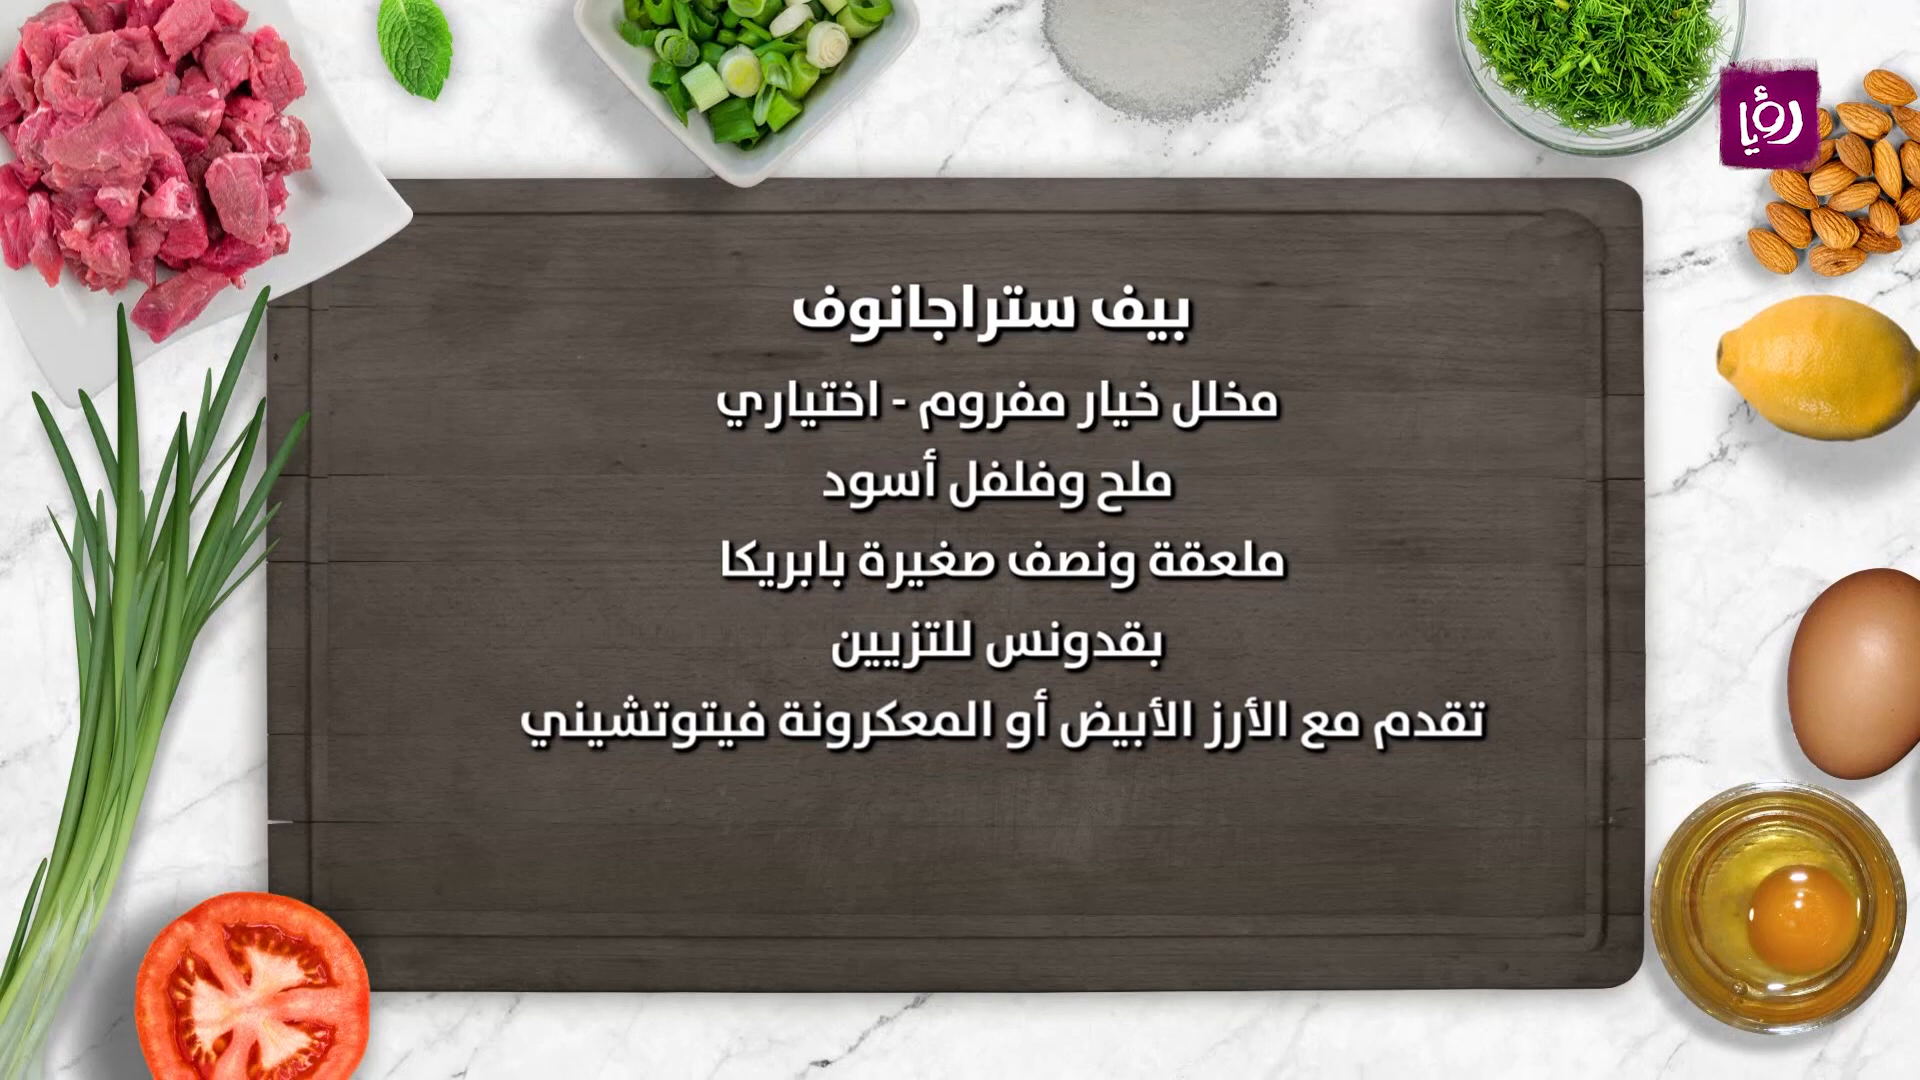 رؤيا
بيف ستراجانوف
مخلل خيار مفروم - اختياري
ملح وفلفل أسود
ملعقة ونصف صغيرة بابريكا
بقدونس للتزيين
تقدم مع الأرز الأبيض أو المعكرونة فيتوتشيني